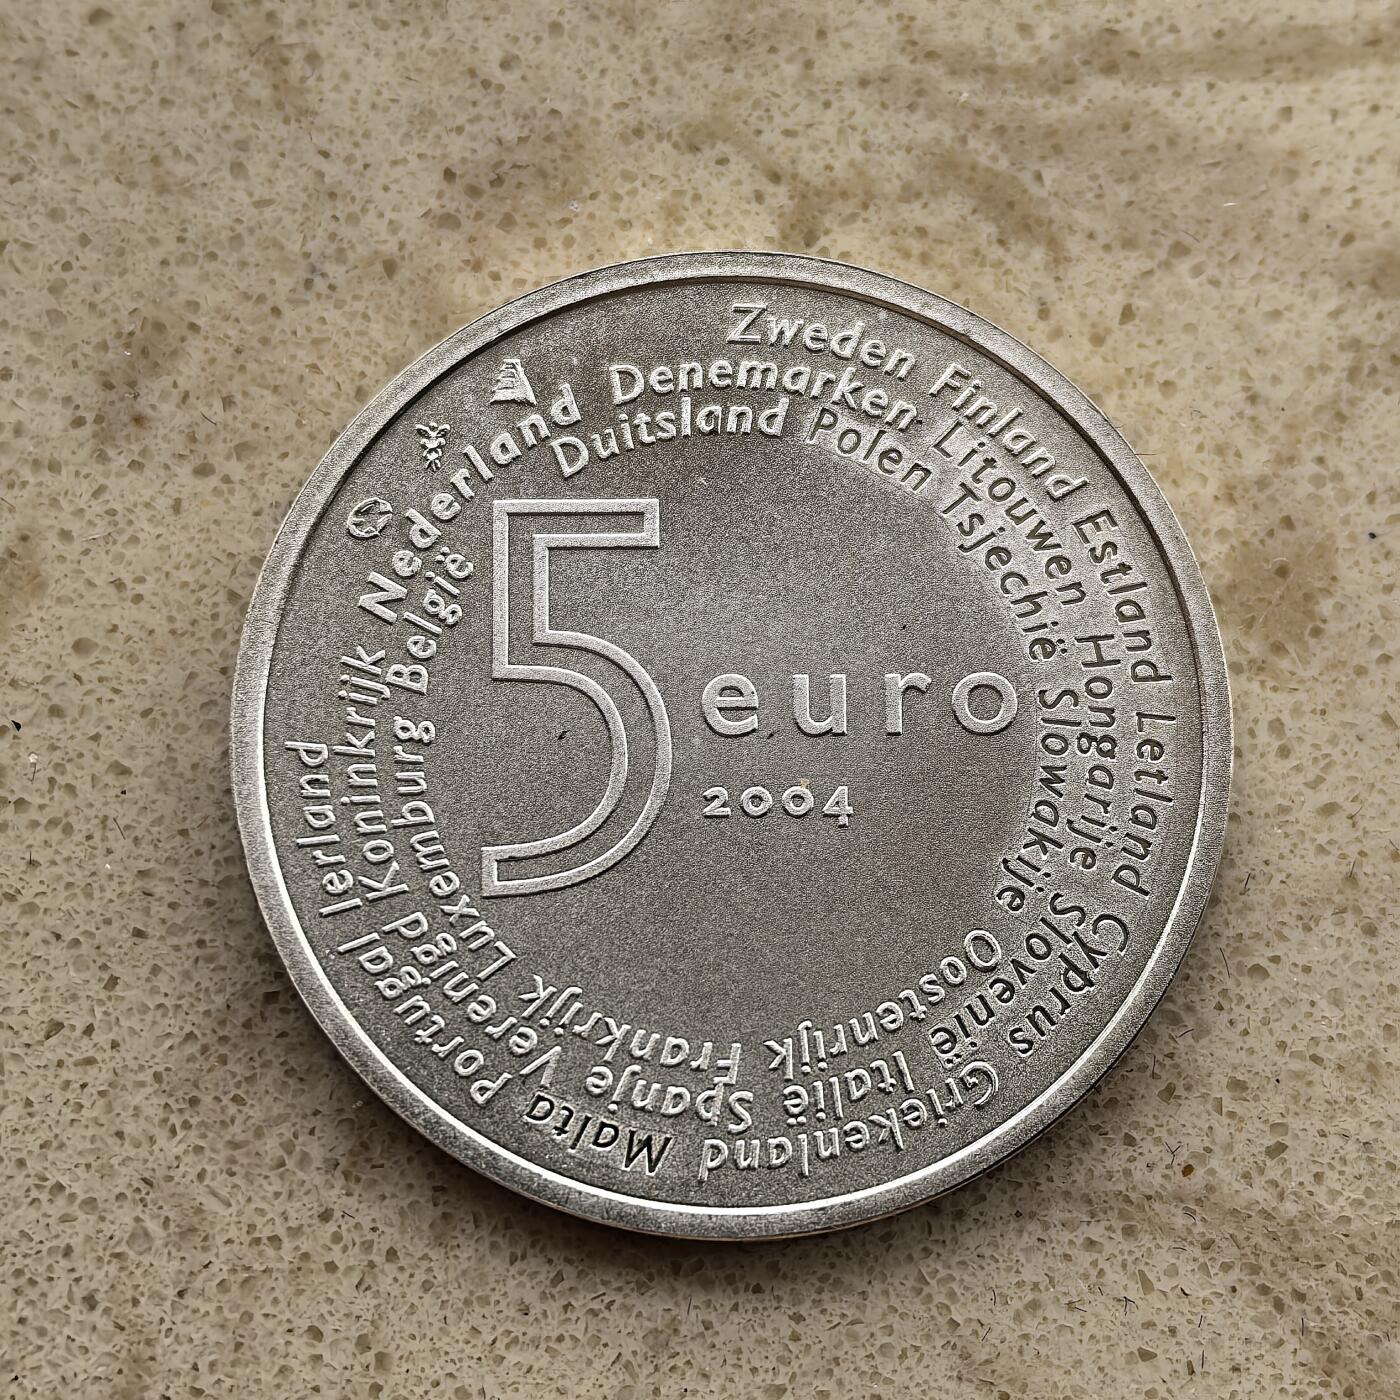 Zweden Finland Estland Letland Cyprus Griekenland Malta Portugal Ierland
Nederland Denemarken Litouwen Hongarije Slovenië Italië Spanje Verenigd Koninkrijk
België Duitsland Polen Tsjechië Slowakije Oostenrijk Frankrijk Luxemburg
5 euro
2004